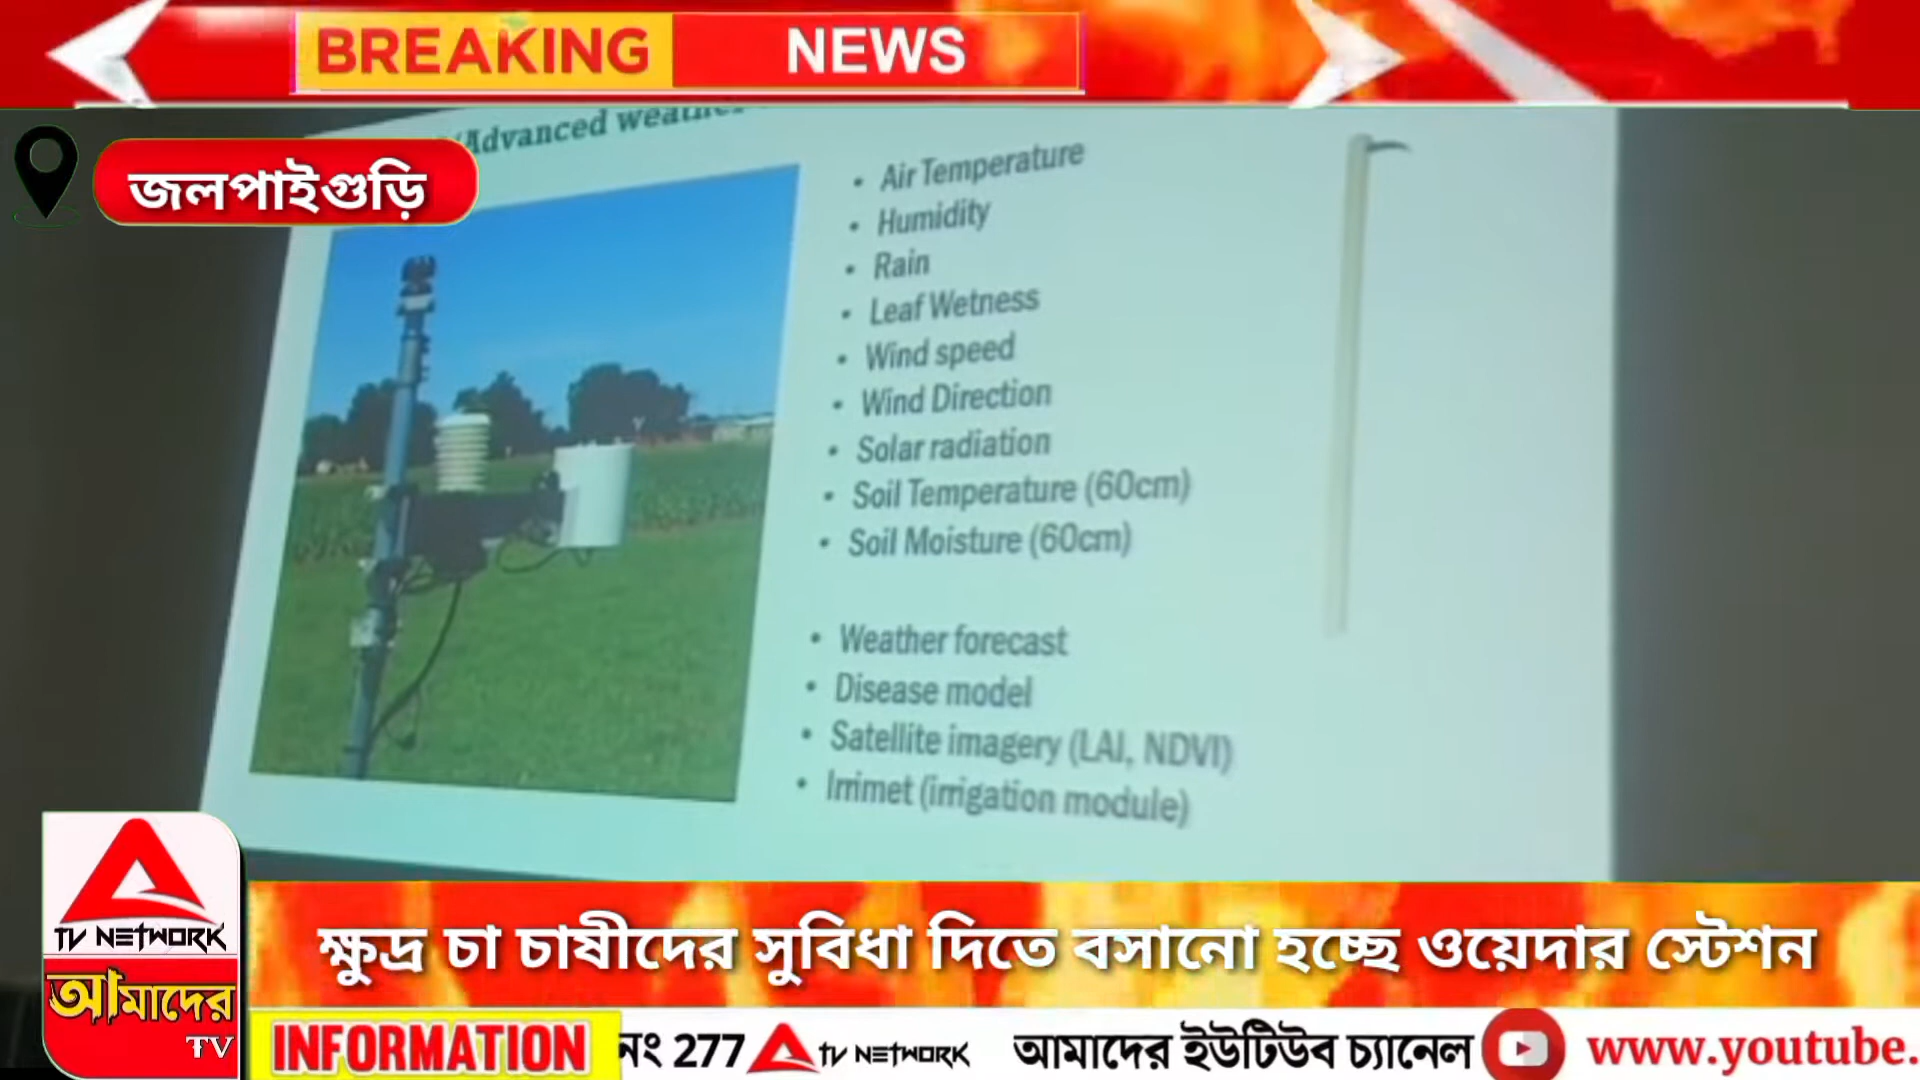 BREAKING NEWS
Advanced weather
জলপাইগুড়ি
• Air Temperature
• Humidity
• Rain
• Leaf Wetness
• Wind speed
• Wind Direction
• Solar radiation
• Soil Temperature (60cm)
• Soil Moisture (60cm)
• Weather forecast
• Disease model
• Satellite imagery (LAI, NDVI)
• Irrimet (irrigation module)
TV NETWORK
আমাদের
TV
ক্ষুদ্র চা চাষীদের সুবিধা দিতে বসানো হচ্ছে ওয়েদার স্টেশন
INFORMATION নং 277 TV NETWORK আমাদের ইউটিউব চ্যানেল www.youtube.